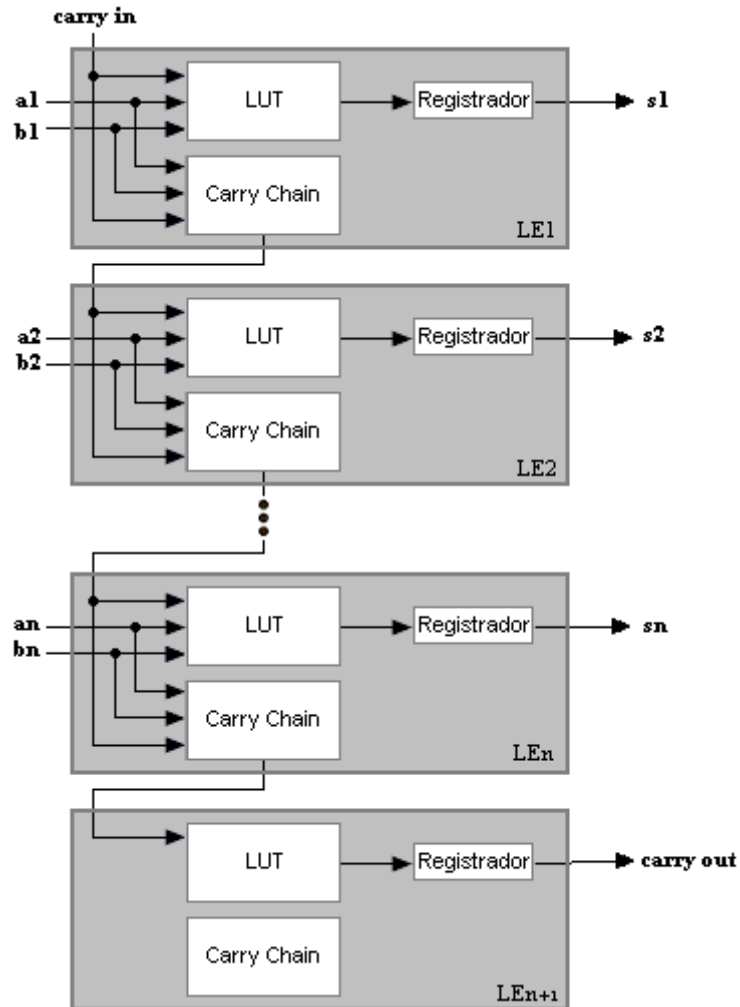 carry in
a1
b1
LUT
Registrador
s1
Carry Chain
LE1
a2
b2
LUT
Registrador
s2
Carry Chain
LE2
an
bn
LUT
Registrador
sn
Carry Chain
LEn
LUT
Registrador
carry out
Carry Chain
LEn+1